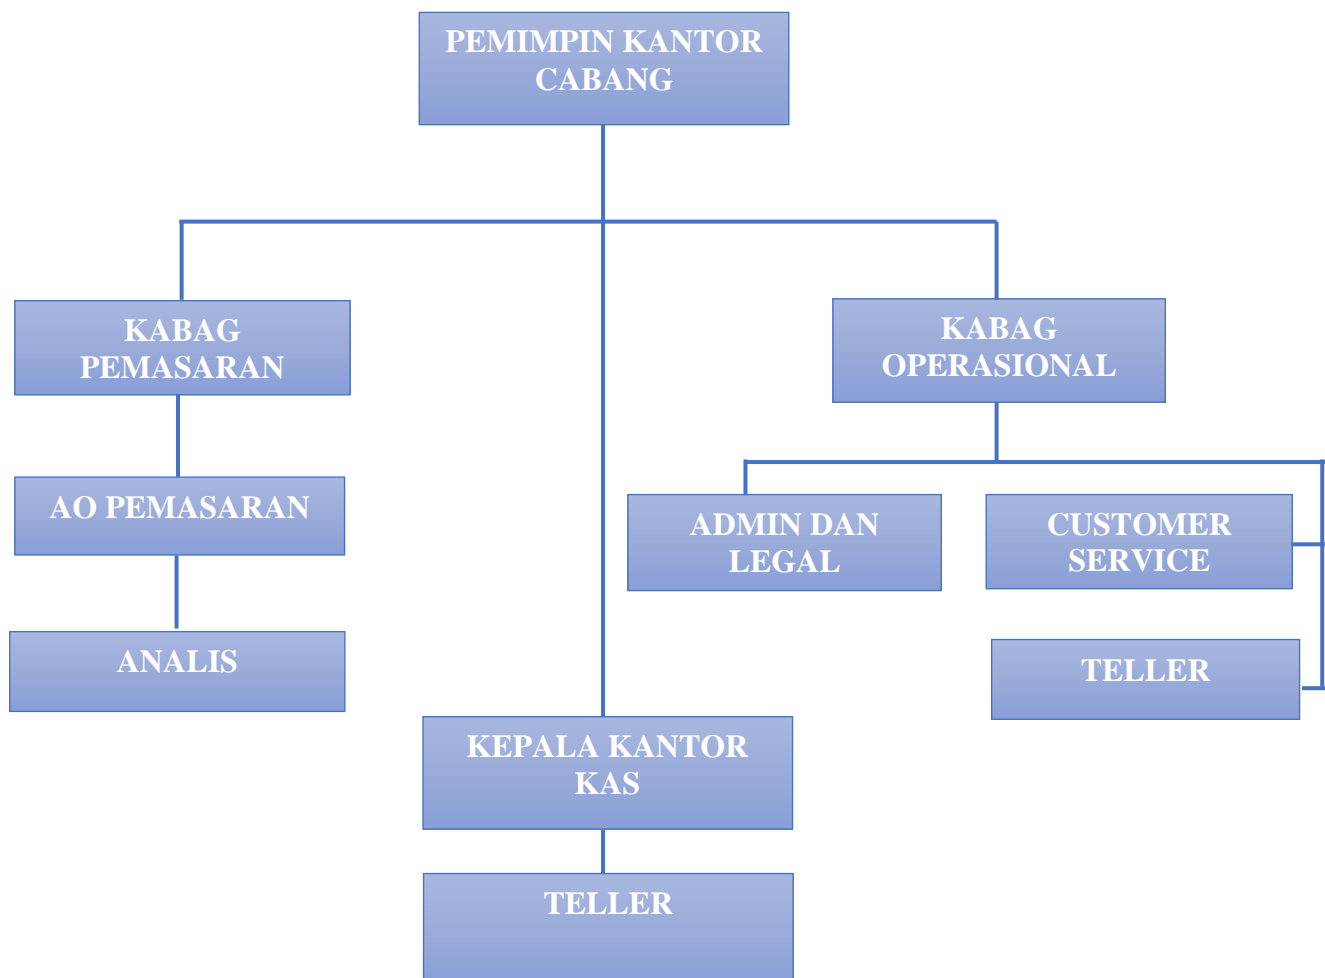 PEMIMPIN KANTOR
CABANG
KABAG
PEMASARAN
KABAG
OPERASIONAL
AO PEMASARAN
ADMIN DAN
LEGAL
CUSTOMER
SERVICE
ANALIS
TELLER
KEPALA KANTOR
KAS
TELLER